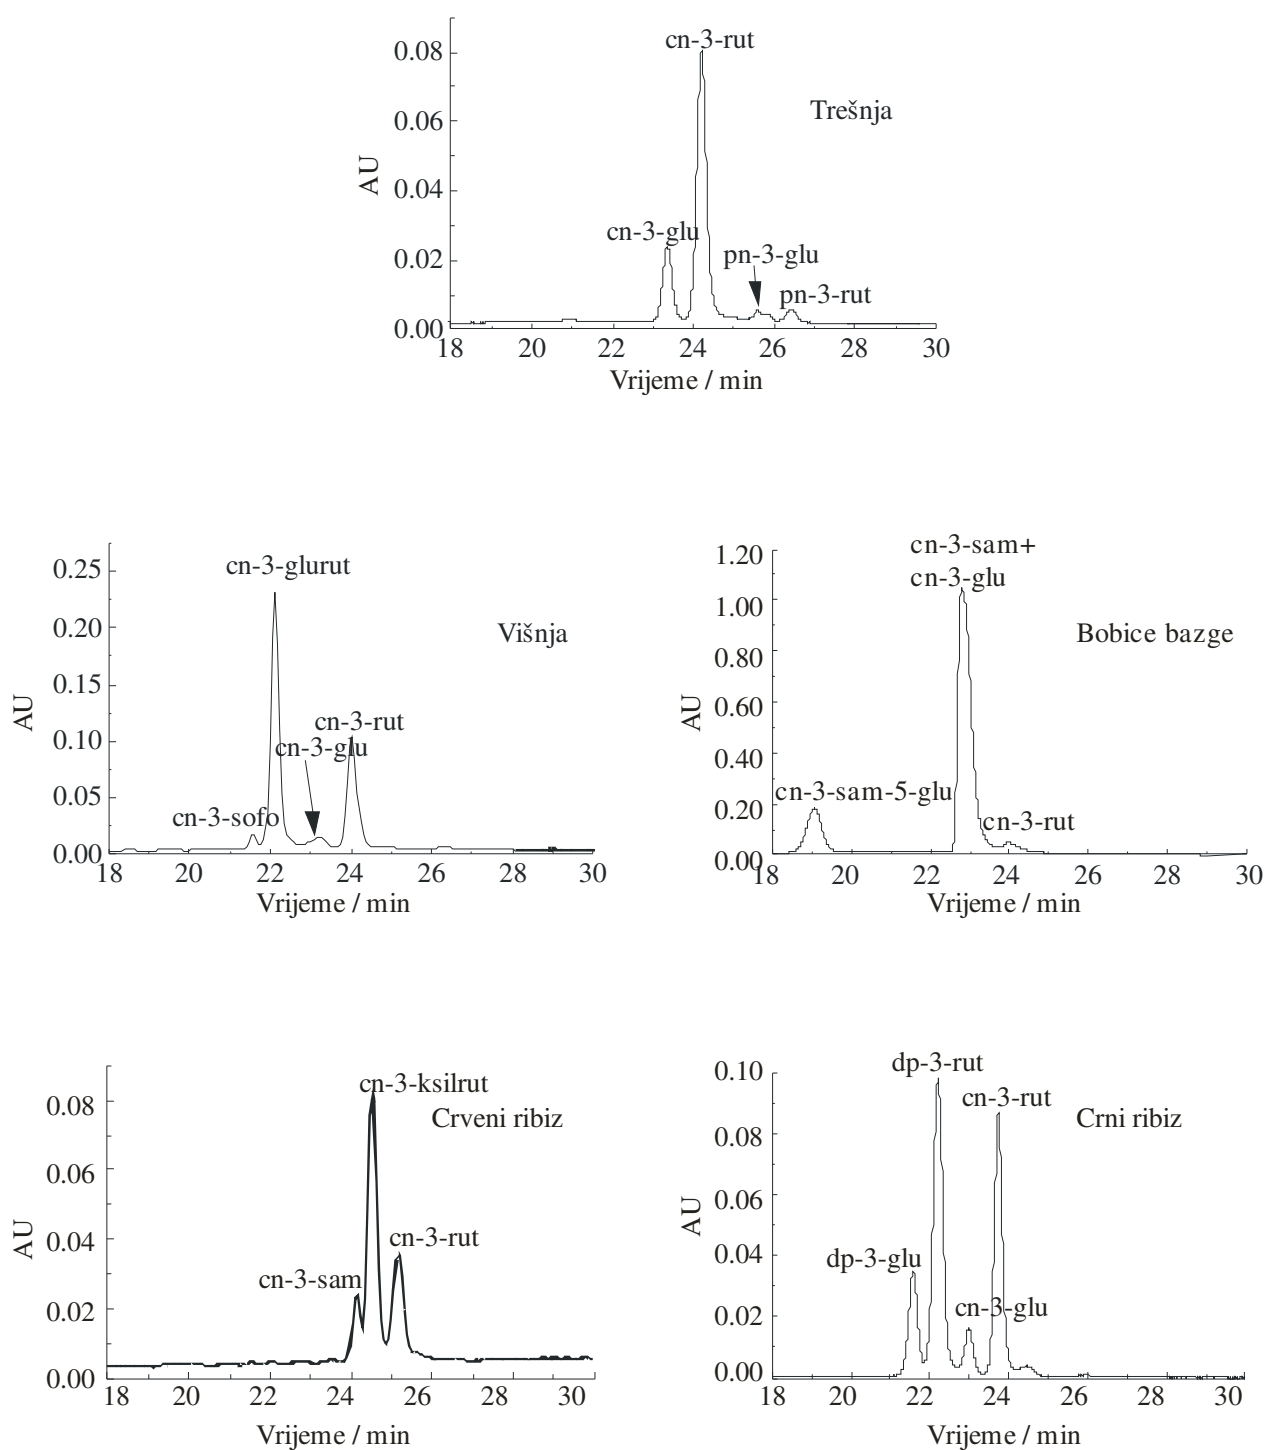 cn-3-rut
0.08
Trešnja
0.06
AU
0.04
cn-3-glu
pn-3-glu
0.02
pn-3-rut
0.00
18 20 22 24 26 28 30
Vrijeme / min
cn-3-glurut
0.25
Višnja
0.20
0.15
AU
cn-3-rut
0.10
cn-3-glu
0.05
cn-3-sofo
0.00
18 20 22 24 26 28 30
Vrijeme / min
cn-3-sam+
1.20
cn-3-glu
1.00
Bobice bazge
0.80
AU
0.60
0.40
cn-3-sam-5-glu
0.20
cn-3-rut
0.00
18 20 22 24 26 28 30
Vrijeme / min
cn-3-ksilrut
0.08
Crveni ribiz
0.06
AU
0.04
cn-3-rut
cn-3-sam
0.02
0.00
18 20 22 24 26 28 30
Vrijeme / min
dp-3-rut
0.10
cn-3-rut
Crni ribiz
0.08
0.06
AU
0.04
dp-3-glu
cn-3-glu
0.02
0.00
18 20 22 24 26 28 30
Vrijeme / min